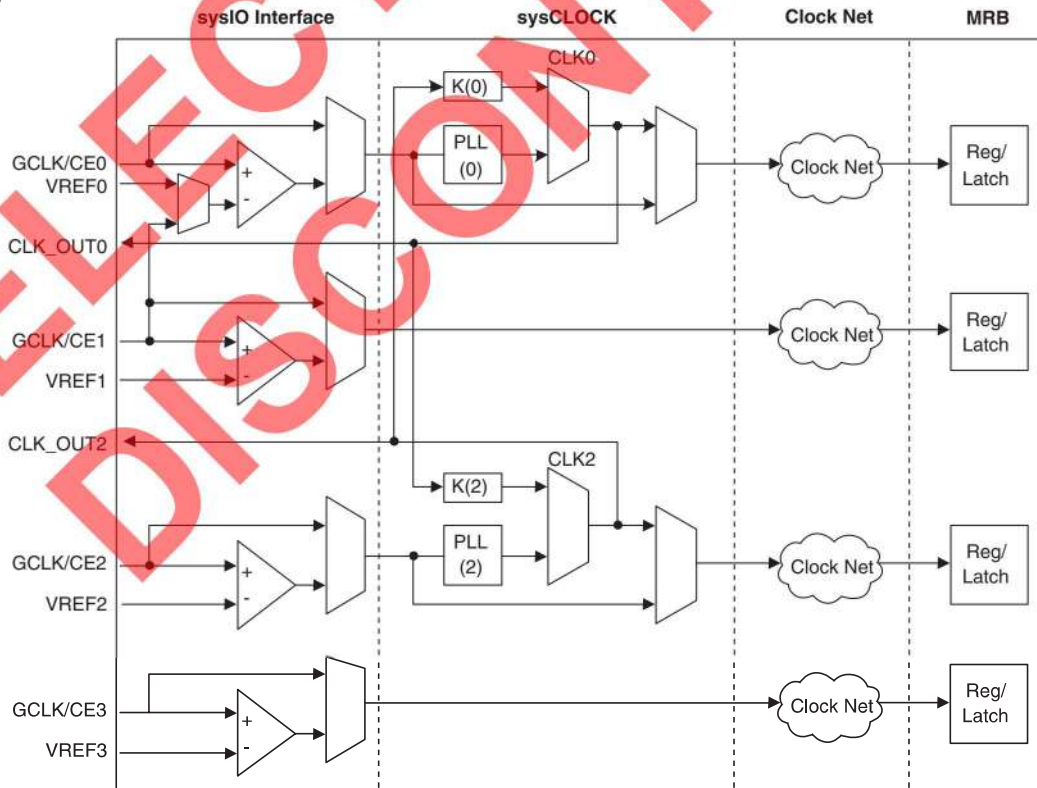 sysIO Interface
sysCLOCK
Clock Net
MRB
CLK0
K(0)
PLL
(0)
GCLK/CE0
VREF0
+
-
Clock Net
Reg/
Latch
CLK_OUT0
GCLK/CE1
VREF1
+
-
Clock Net
Reg/
Latch
CLK_OUT2
CLK2
K(2)
PLL
(2)
GCLK/CE2
VREF2
+
-
Clock Net
Reg/
Latch
GCLK/CE3
VREF3
+
-
Clock Net
Reg/
Latch
ELEC
DISCONT